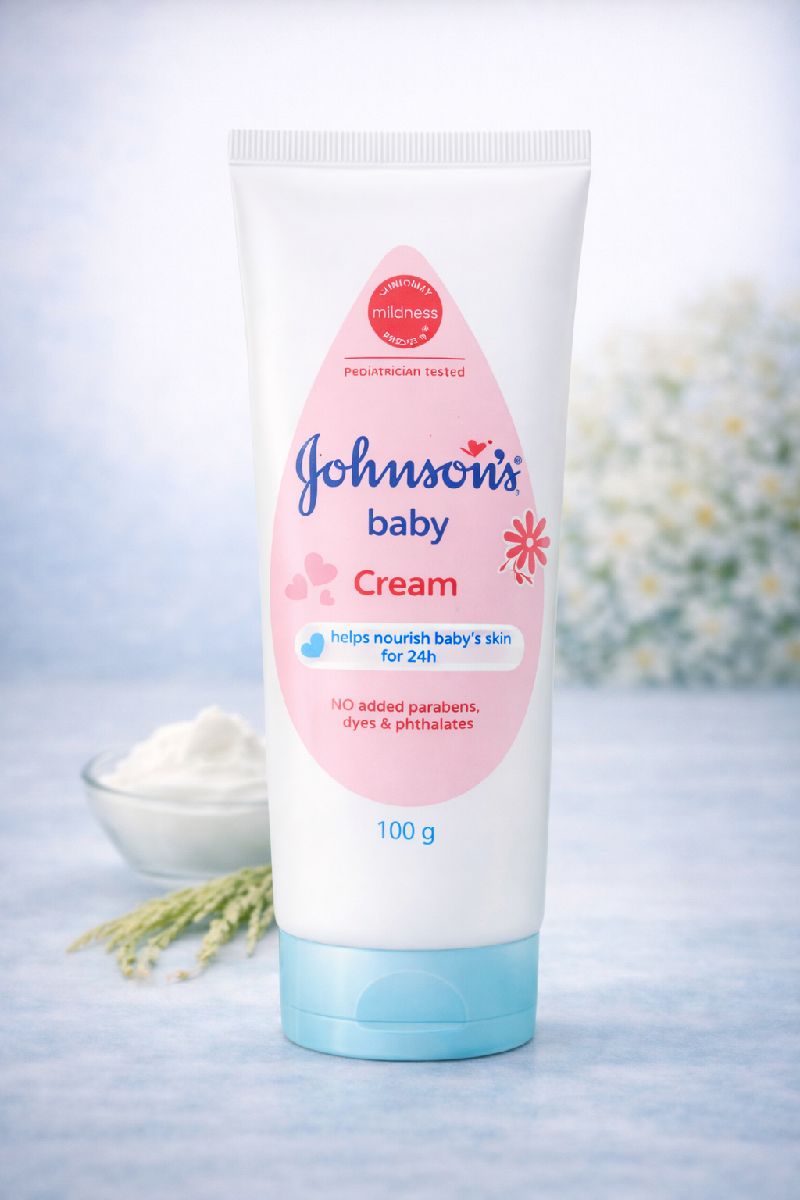 mildness
Pediatrician tested
Johnson's®
baby
Cream
helps nourish baby's skin
for 24h
NO added parabens,
dyes & phthalates
100 g